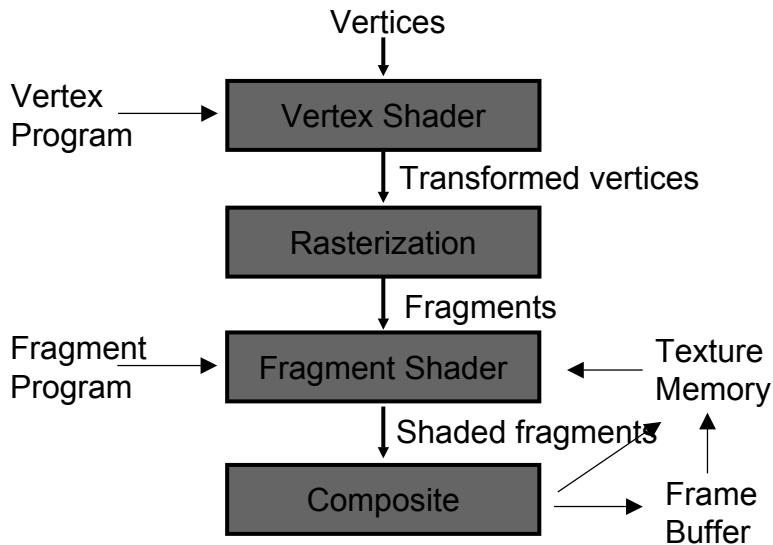 Vertices
Vertex
Program
Vertex Shader
Transformed vertices
Rasterization
Fragments
Fragment
Program
Fragment Shader
Texture
Memory
Shaded fragments
Composite
Frame
Buffer